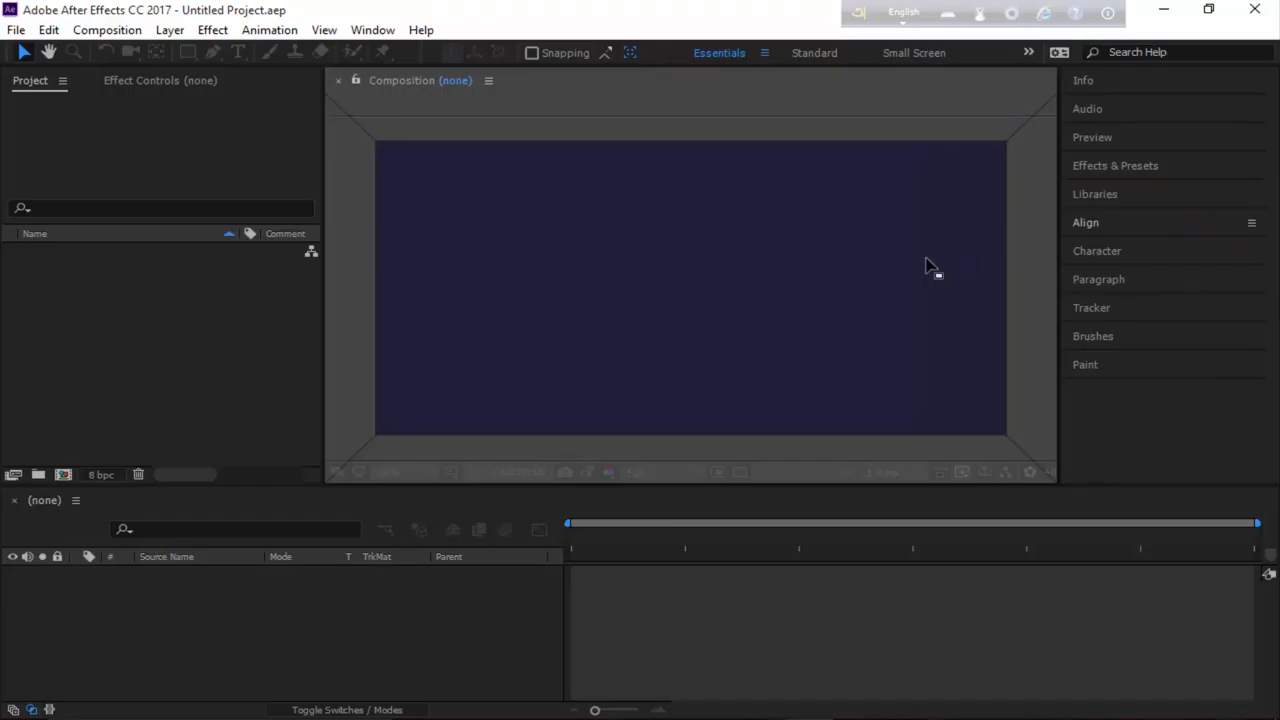 Ae Adobe After Effects CC 2017 - Untitled Project.aep
English
File Edit Composition Layer Effect Animation View Window Help
Snapping Essentials Standard Small Screen Search Help
Project Effect Controls (none)
Composition (none)
Info
Audio
Preview
Effects & Presets
Libraries
Align
Character
Paragraph
Tracker
Brushes
Paint
Name Comment
8 bpc
(none)
# Source Name Mode T TrkMat Parent
Toggle Switches / Modes